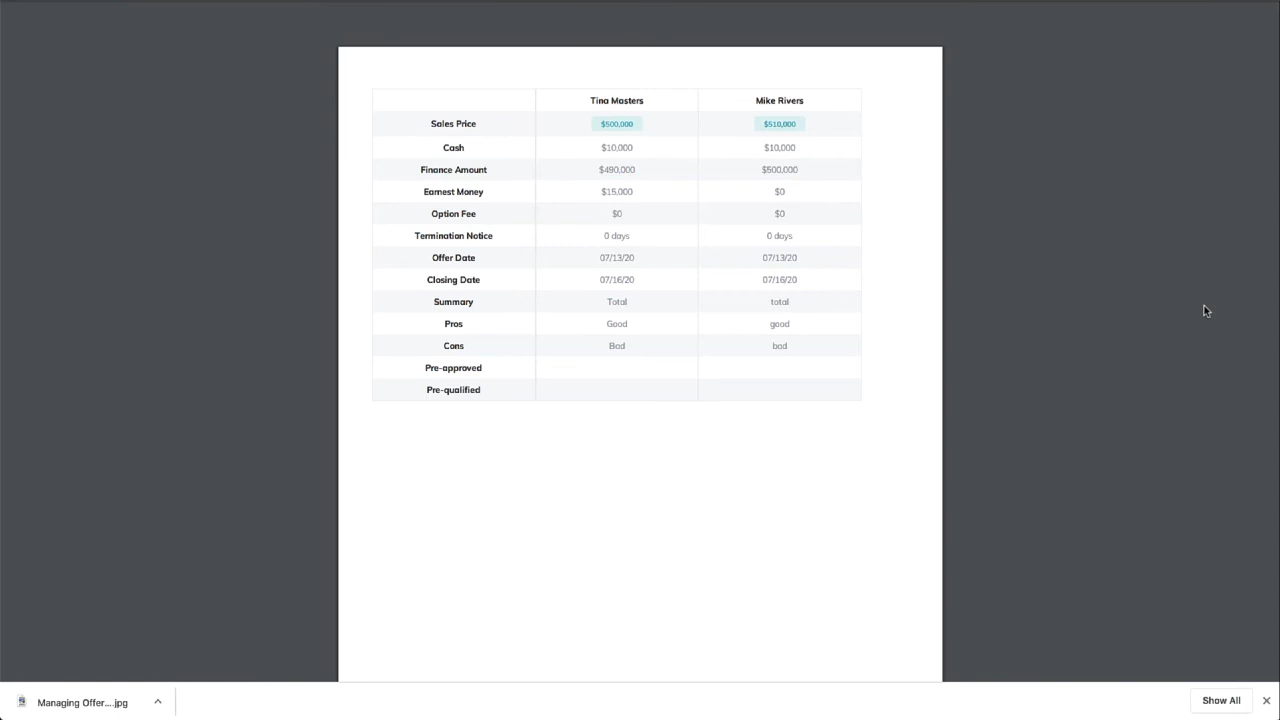 Tina Masters Mike Rivers
Sales Price $500,000 $510,000
Cash $10,000 $10,000
Finance Amount $490,000 $500,000
Earnest Money $15,000 $0
Option Fee $0 $0
Termination Notice 0 days 0 days
Offer Date 07/13/20 07/13/20
Closing Date 07/16/20 07/16/20
Summary Total total
Pros Good good
Cons Bad bad
Pre-approved
Pre-qualified
Managing Offer....jpg Show All